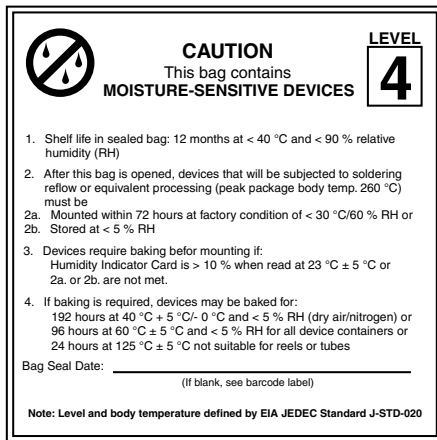 LEVEL
4
CAUTION
This bag contains
MOISTURE-SENSITIVE DEVICES
1. Shelf life in sealed bag: 12 months at < 40 °C and < 90 % relative
humidity (RH)
2. After this bag is opened, devices that will be subjected to soldering
reflow or equivalent processing (peak package body temp. 260 °C)
must be
2a. Mounted within 72 hours at factory condition of < 30 °C/60 % RH or
2b. Stored at < 5 % RH
3. Devices require baking befor mounting if:
Humidity Indicator Card is > 10 % when read at 23 °C ± 5 °C or
2a. or 2b. are not met.
4. If baking is required, devices may be baked for:
192 hours at 40 °C + 5 °C/- 0 °C and < 5 % RH (dry air/nitrogen) or
96 hours at 60 °C ± 5 °C and < 5 % RH for all device containers or
24 hours at 125 °C ± 5 °C not suitable for reels or tubes
Bag Seal Date:
(If blank, see barcode label)
Note: Level and body temperature defined by EIA JEDEC Standard J-STD-020